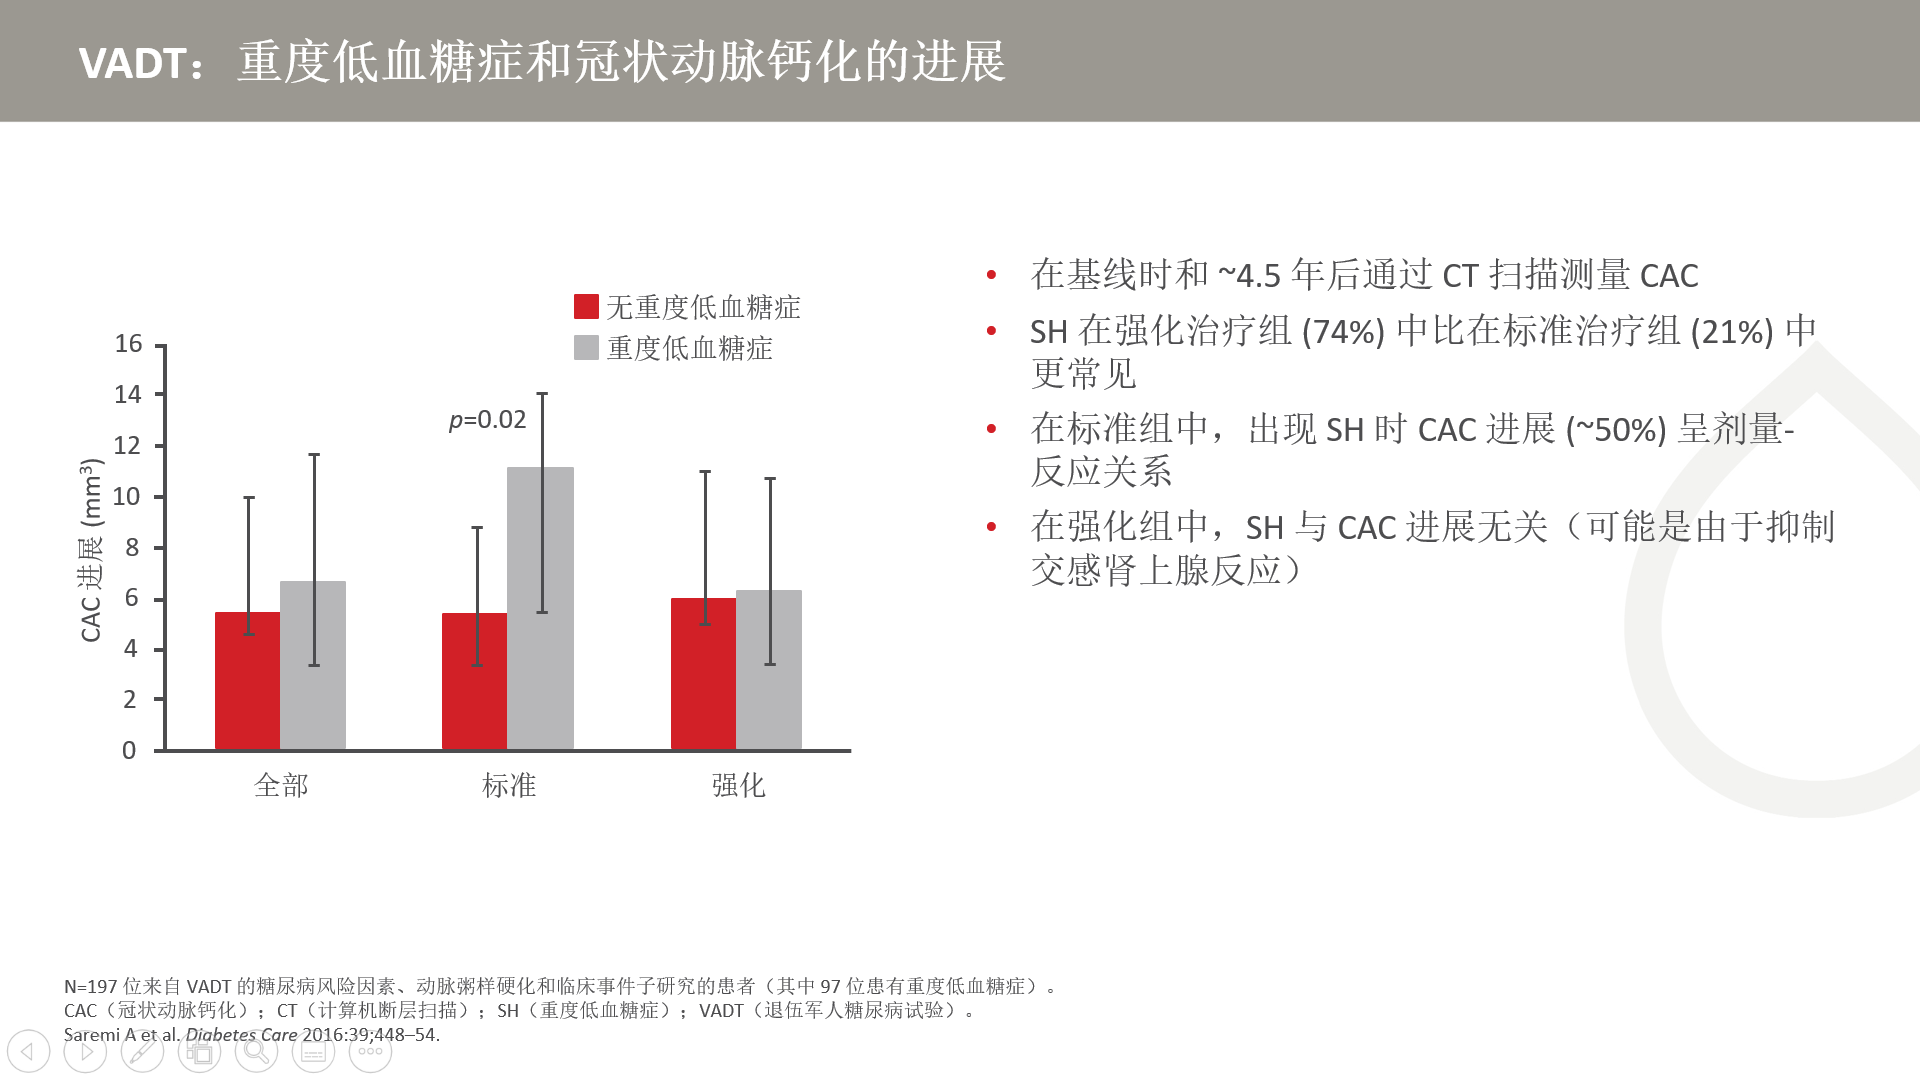 VADT：重度低血糖症和冠状动脉钙化的进展
无重度低血糖症
重度低血糖症
CAC 进展 (mm³)
16
14
12
10
8
6
4
2
0
p=0.02
全部
标准
强化
• 在基线时和 ~4.5 年后通过 CT 扫描测量 CAC
• SH 在强化治疗组 (74%) 中比在标准治疗组 (21%) 中
更常见
• 在标准组中，出现 SH 时 CAC 进展 (~50%) 呈剂量-
反应关系
• 在强化组中，SH 与 CAC 进展无关（可能是由于抑制
交感肾上腺反应）
N=197 位来自 VADT 的糖尿病风险因素、动脉粥样硬化和临床事件子研究的患者（其中 97 位患有重度低血糖症）。
CAC（冠状动脉钙化）；CT（计算机断层扫描）；SH（重度低血糖症）；VADT（退伍军人糖尿病试验）。
Saremi A et al. Diabetes Care 2016:39;448–54.